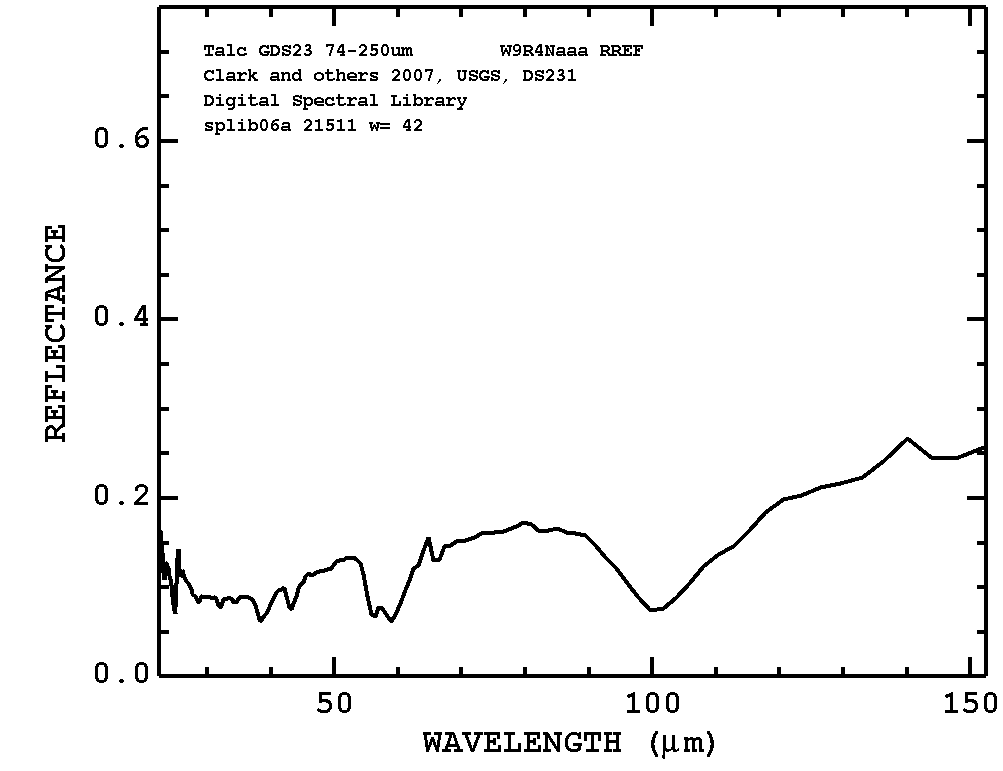 Talc GDS23 74-250um W9R4Naaa RREF
Clark and others 2007, USGS, DS231
Digital Spectral Library
splib06a 21511 w= 42
0.6
0.4
0.2
0.0
REFLECTANCE
50 100 150
WAVELENGTH (μm)